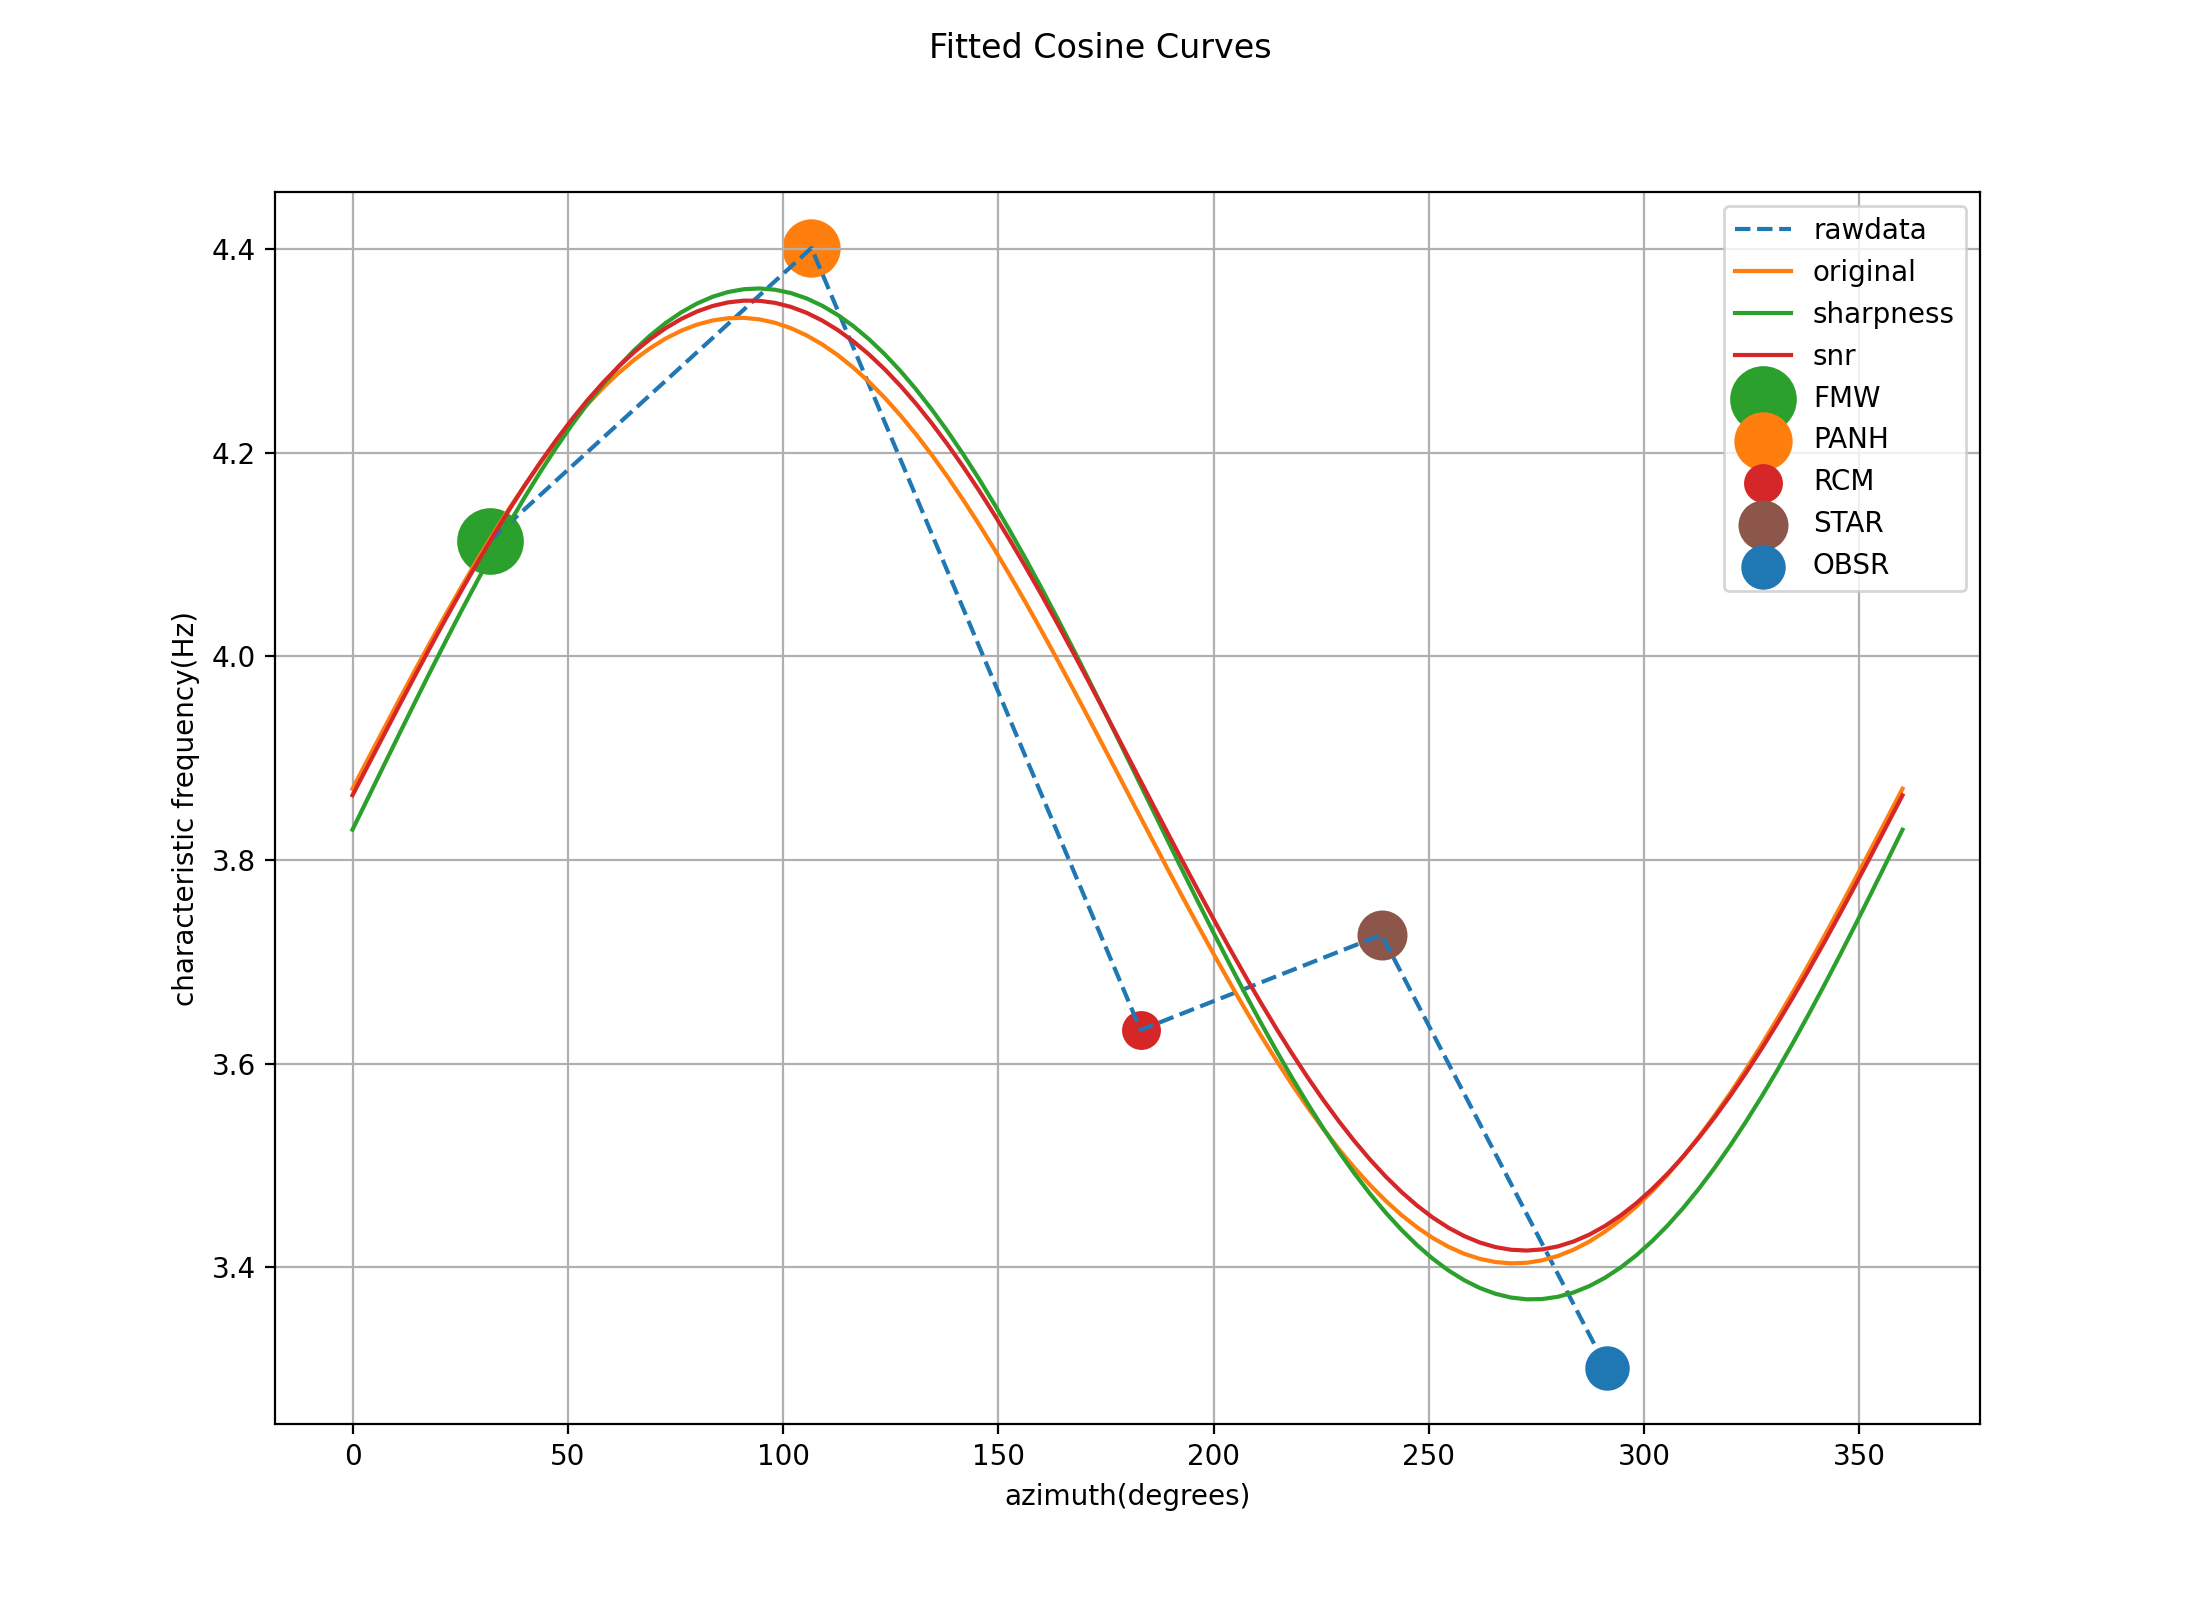 Fitted Cosine Curves
4.4
4.2
4.0
3.8
3.6
3.4
characteristic frequency(Hz)
0 50 100 150 200 250 300 350
azimuth(degrees)
rawdata
original
sharpness
snr
FMW
PANH
RCM
STAR
OBSR